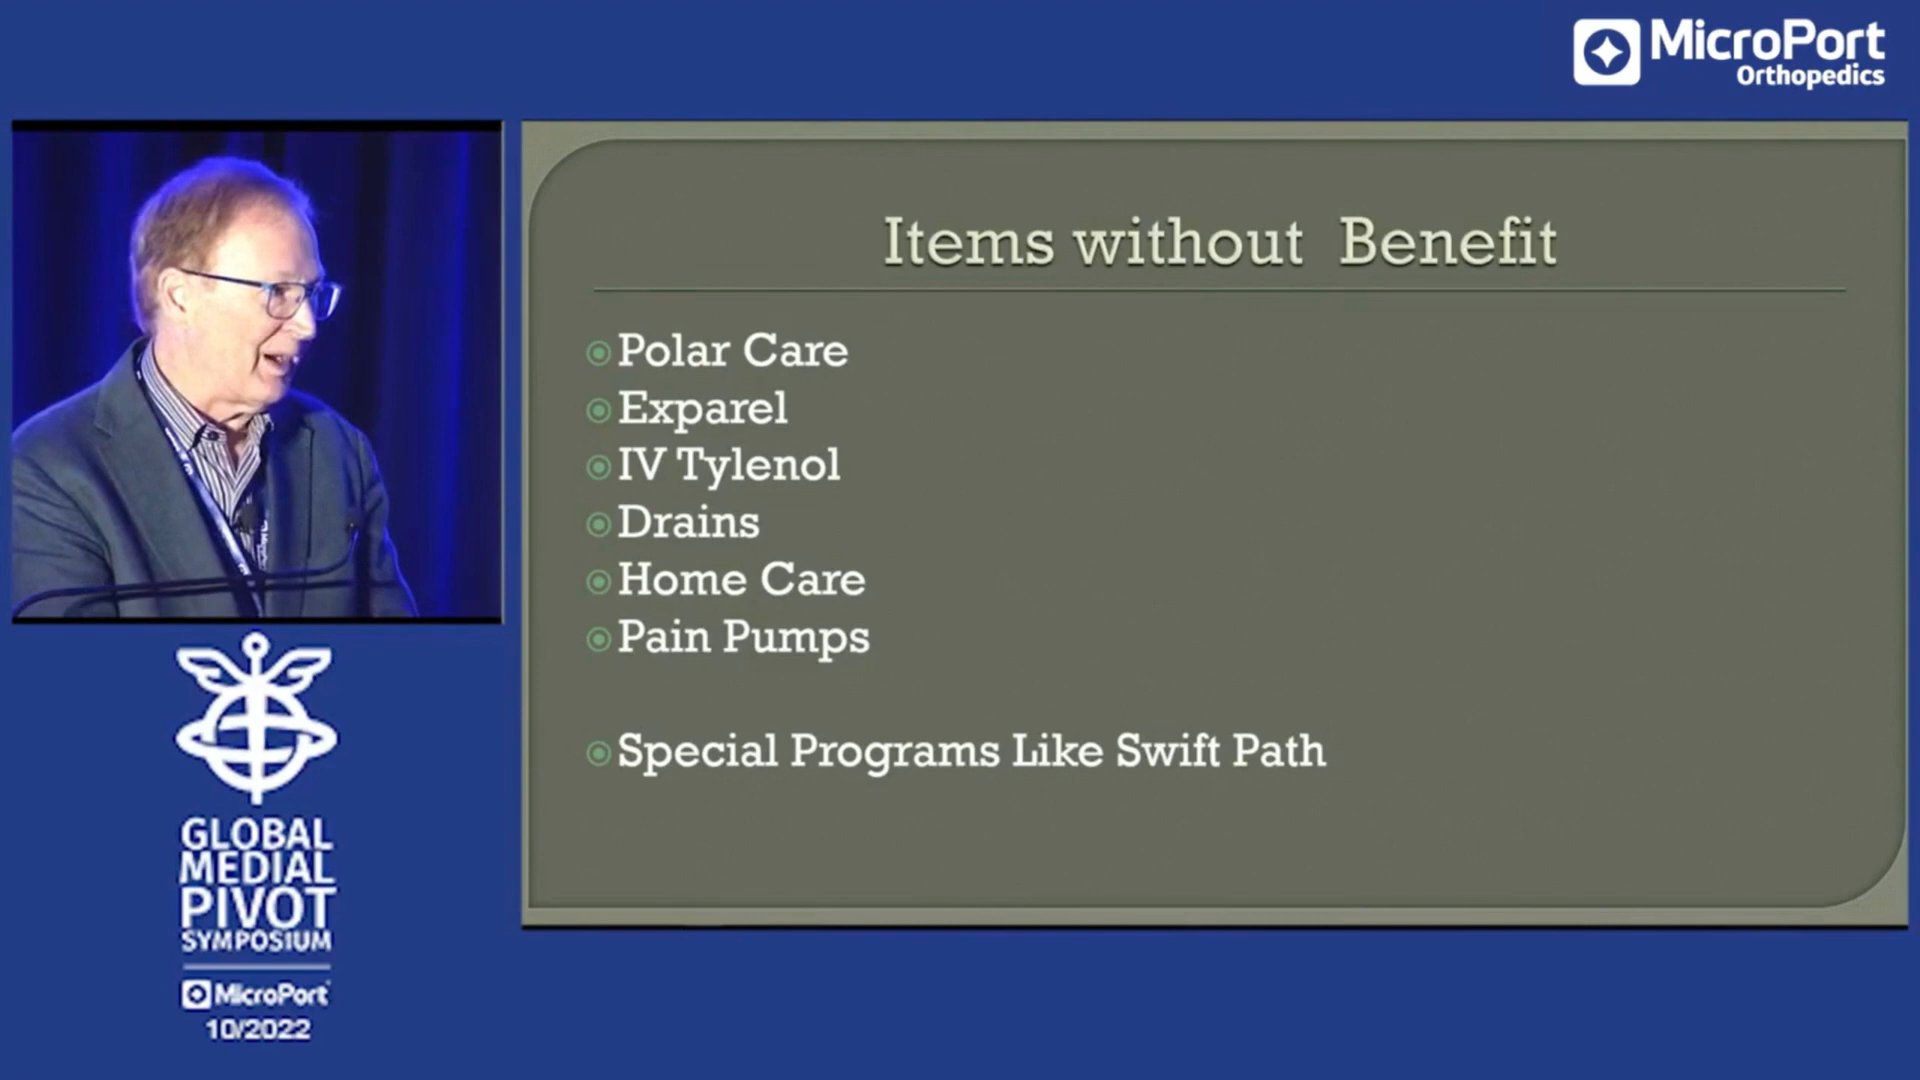 MicroPort
Orthopedics
Items without Benefit
Polar Care
Exparel
IV Tylenol
Drains
Home Care
Pain Pumps
Special Programs Like Swift Path
GLOBAL
MEDIAL
PIVOT
SYMPOSIUM
MicroPort
10/2022